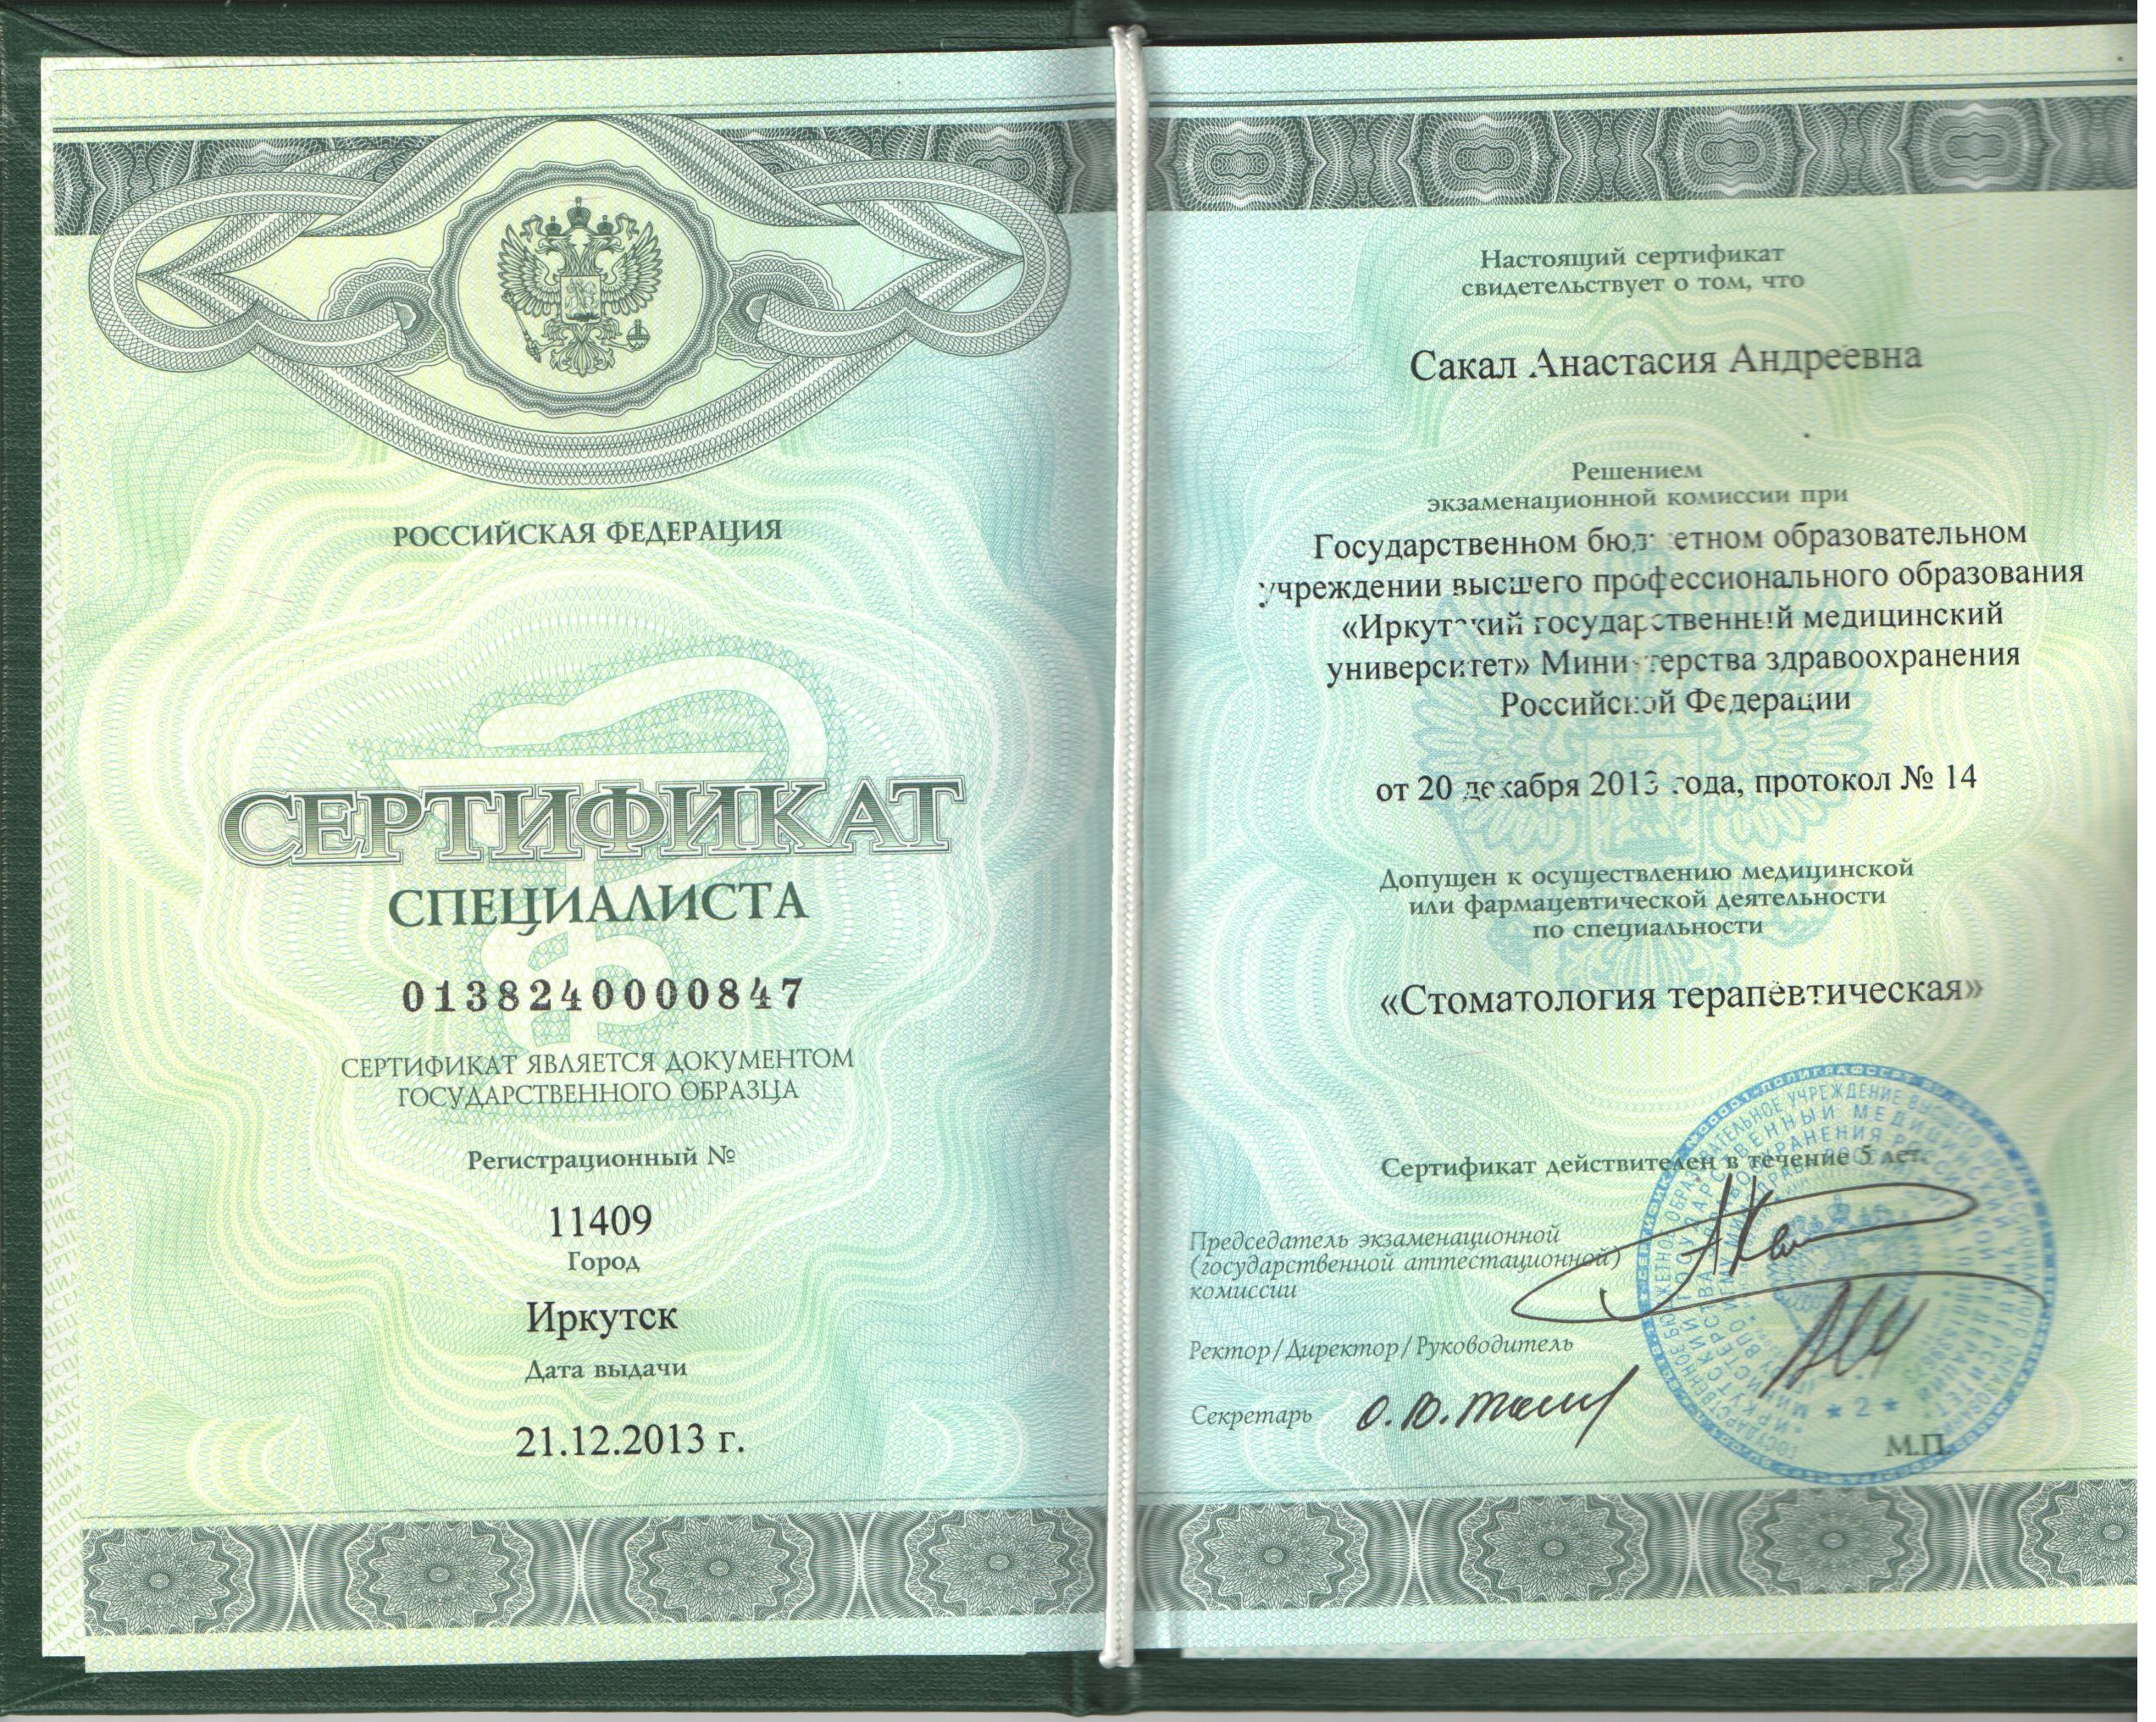 РОССИЙСКАЯ ФЕДЕРАЦИЯ
СЕРТИФИКАТ
СПЕЦИАЛИСТА
0138240000847
СЕРТИФИКАТ ЯВЛЯЕТСЯ ДОКУМЕНТОМ
ГОСУДАРСТВЕННОГО ОБРАЗЦА
Регистрационный №
11409
Город
Иркутск
Дата выдачи
21.12.2013 г.
Настоящий сертификат
свидетельствует о том, что
Сакал Анастасия Андреевна
Решением
экзаменационной комиссии при
Государственном бюджетном образовательном
учреждении высшего профессионального образования
«Иркутский государственный медицинский
университет» Министерства здравоохранения
Российской Федерации
от 20 декабря 2013 года, протокол № 14
Допущен к осуществлению медицинской
или фармацевтической деятельности
по специальности
«Стоматология терапевтическая»
Сертификат действителен в течение 5 лет.
Председатель экзаменационной
(государственной аттестационной)
комиссии
Ректор/Директор/Руководитель
Секретарь
М.П.
* 2 *